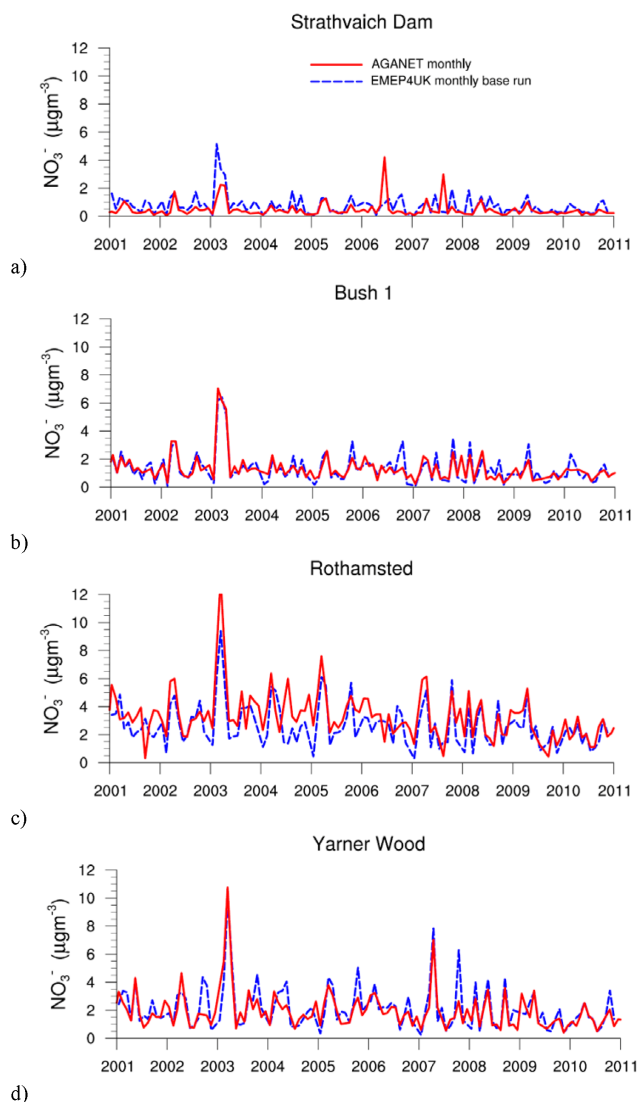 Strathvaich Dam
12
10
8
6
4
2
0
NO₃⁻ (µgm⁻³)
AGANET monthly
EMEP4UK monthly base run
2001 2002 2003 2004 2005 2006 2007 2008 2009 2010 2011
a)
Bush 1
12
10
8
6
4
2
0
NO₃⁻ (µgm⁻³)
2001 2002 2003 2004 2005 2006 2007 2008 2009 2010 2011
b)
Rothamsted
12
10
8
6
4
2
0
NO₃⁻ (µgm⁻³)
2001 2002 2003 2004 2005 2006 2007 2008 2009 2010 2011
c)
Yarner Wood
12
10
8
6
4
2
0
NO₃⁻ (µgm⁻³)
2001 2002 2003 2004 2005 2006 2007 2008 2009 2010 2011
d)